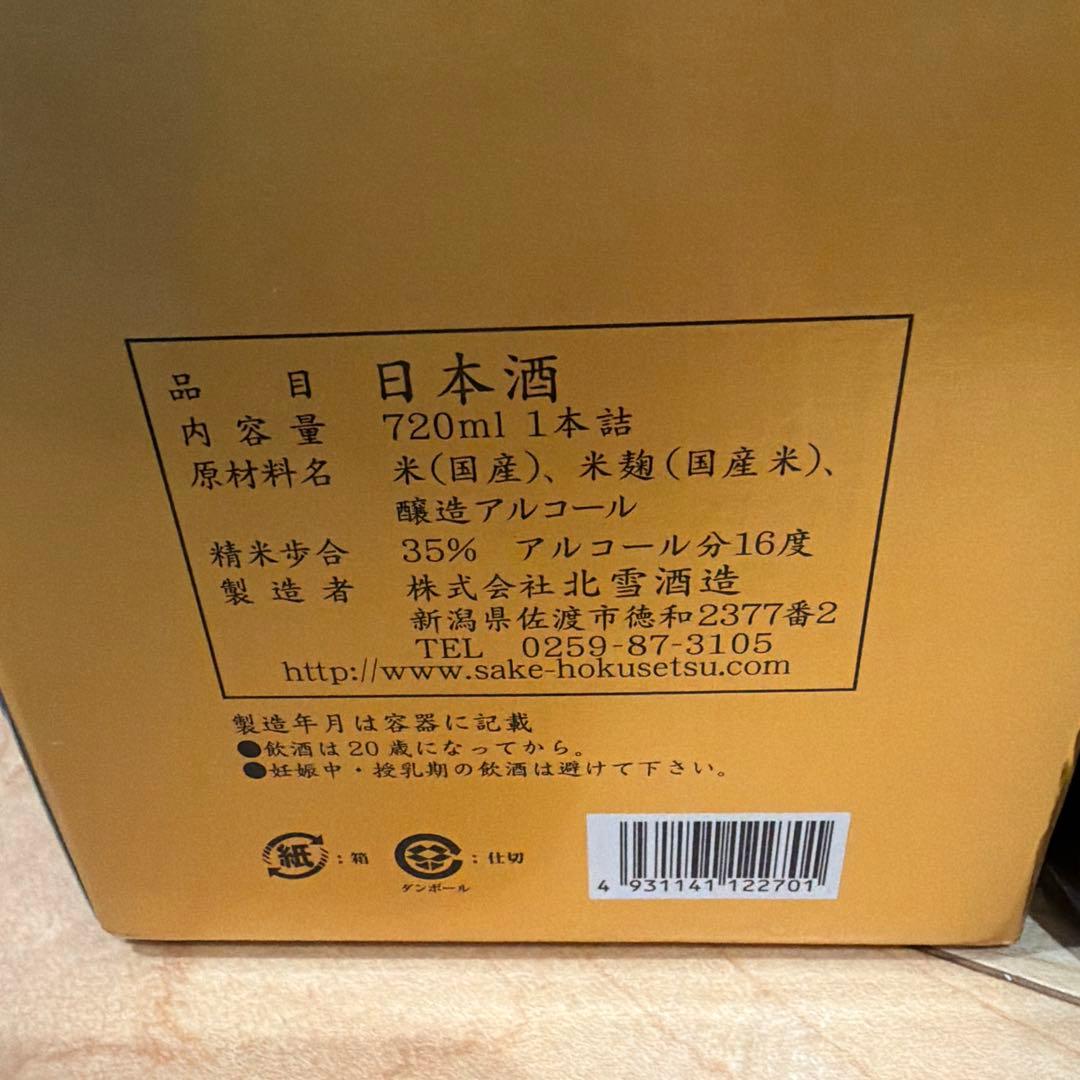 品目 日本酒
内容量 720ml 1本詰
原材料名 米(国産)、米麹(国産米)、
醸造アルコール
精米歩合 35% アルコール分16度
製造者 株式会社北雪酒造
新潟県佐渡市徳和2377番2
TEL 0259-87-3105
http://www.sake-hokusetsu.com
製造年月は容器に記載
●飲酒は20歳になってから。
●妊娠中・授乳期の飲酒は避けて下さい。
紙:箱 :仕切
ダンボール
4 931141 122701